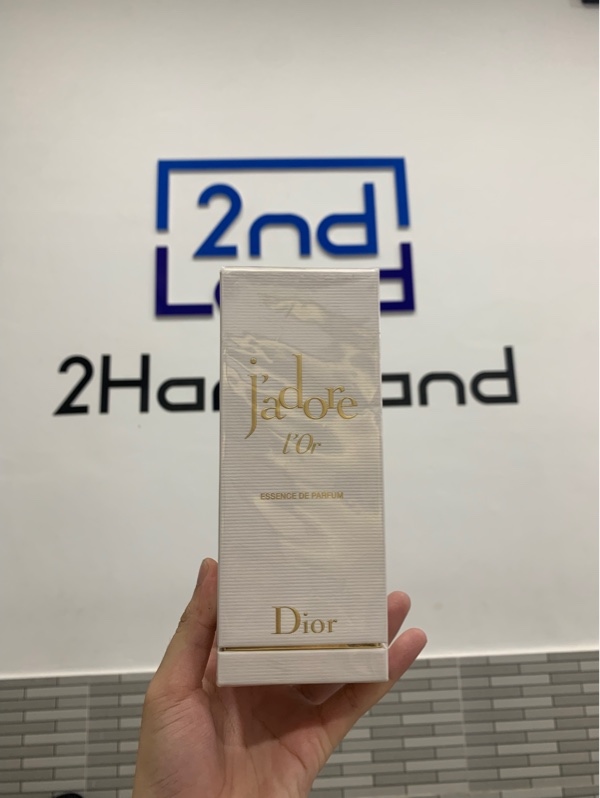 2nd
j'adore
l'Or
ESSENCE DE PARFUM
Dior